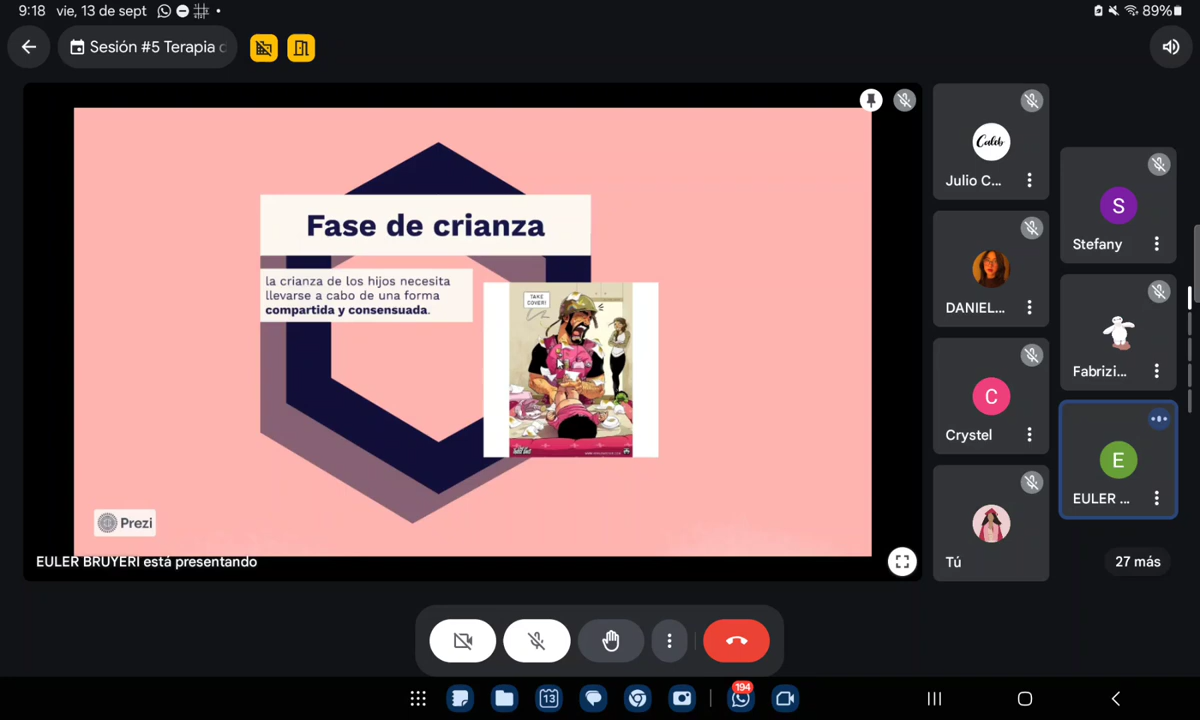 9:18 vie, 13 de sept
89%
Sesión #5 Terapia
Fase de crianza
la crianza de los hijos necesita
llevarse a cabo de una forma
compartida y consensuada.
TAKE
COVER!
Prezi
EULER BRUYERI está presentando
Caleb
Julio C...
DANIEL...
C
Crystel
Tú
S
Stefany
Fabrizi...
E
EULER ...
27 más
13
194